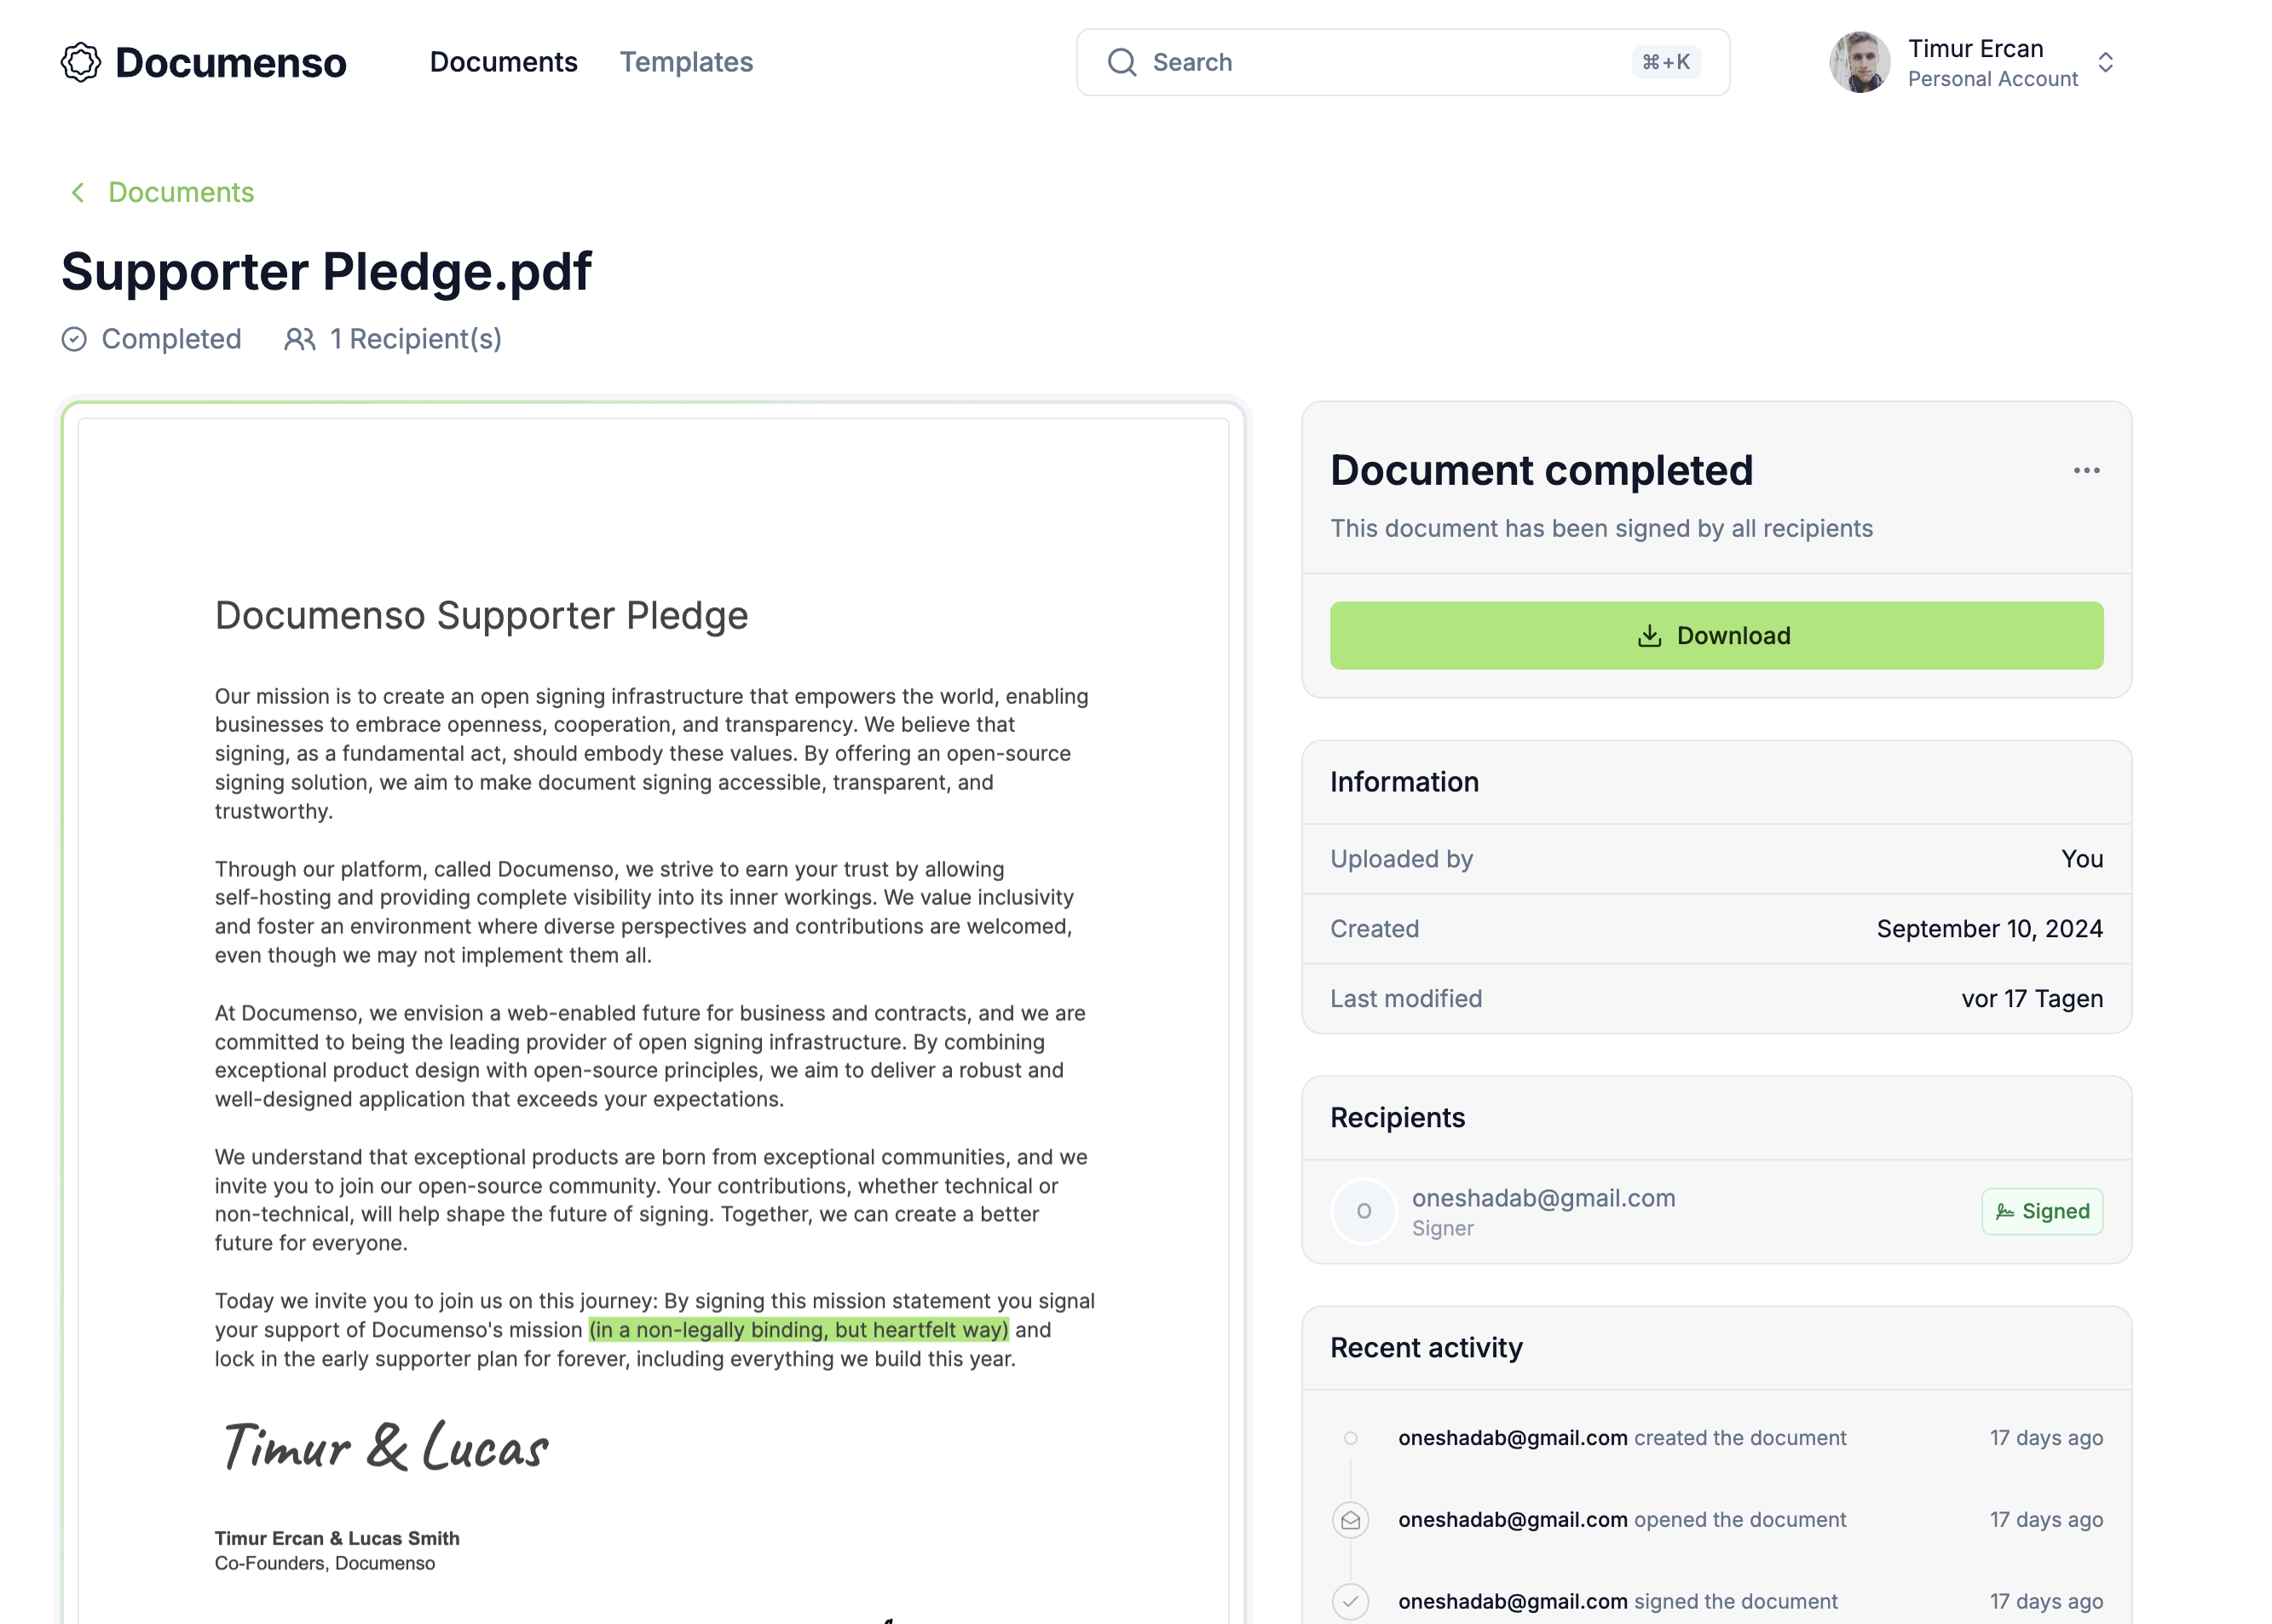 Documenso
Documents
Templates
Search
⌘+K
Timur Ercan
Personal Account
Documents
Supporter Pledge.pdf
Completed
1 Recipient(s)
Documenso Supporter Pledge
Our mission is to create an open signing infrastructure that empowers the world, enabling
businesses to embrace openness, cooperation, and transparency. We believe that
signing, as a fundamental act, should embody these values. By offering an open-source
signing solution, we aim to make document signing accessible, transparent, and
trustworthy.
Through our platform, called Documenso, we strive to earn your trust by allowing
self-hosting and providing complete visibility into its inner workings. We value inclusivity
and foster an environment where diverse perspectives and contributions are welcomed,
even though we may not implement them all.
At Documenso, we envision a web-enabled future for business and contracts, and we are
committed to being the leading provider of open signing infrastructure. By combining
exceptional product design with open-source principles, we aim to deliver a robust and
well-designed application that exceeds your expectations.
We understand that exceptional products are born from exceptional communities, and we
invite you to join our open-source community. Your contributions, whether technical or
non-technical, will help shape the future of signing. Together, we can create a better
future for everyone.
Today we invite you to join us on this journey: By signing this mission statement you signal
your support of Documenso's mission (in a non-legally binding, but heartfelt way) and
lock in the early supporter plan for forever, including everything we build this year.
Timur & Lucas
Timur Ercan & Lucas Smith
Co-Founders, Documenso
Document completed
This document has been signed by all recipients
Download
Information
Uploaded by
You
Created
September 10, 2024
Last modified
vor 17 Tagen
Recipients
O
oneshadab@gmail.com
Signer
Signed
Recent activity
oneshadab@gmail.com created the document
17 days ago
oneshadab@gmail.com opened the document
17 days ago
oneshadab@gmail.com signed the document
17 days ago